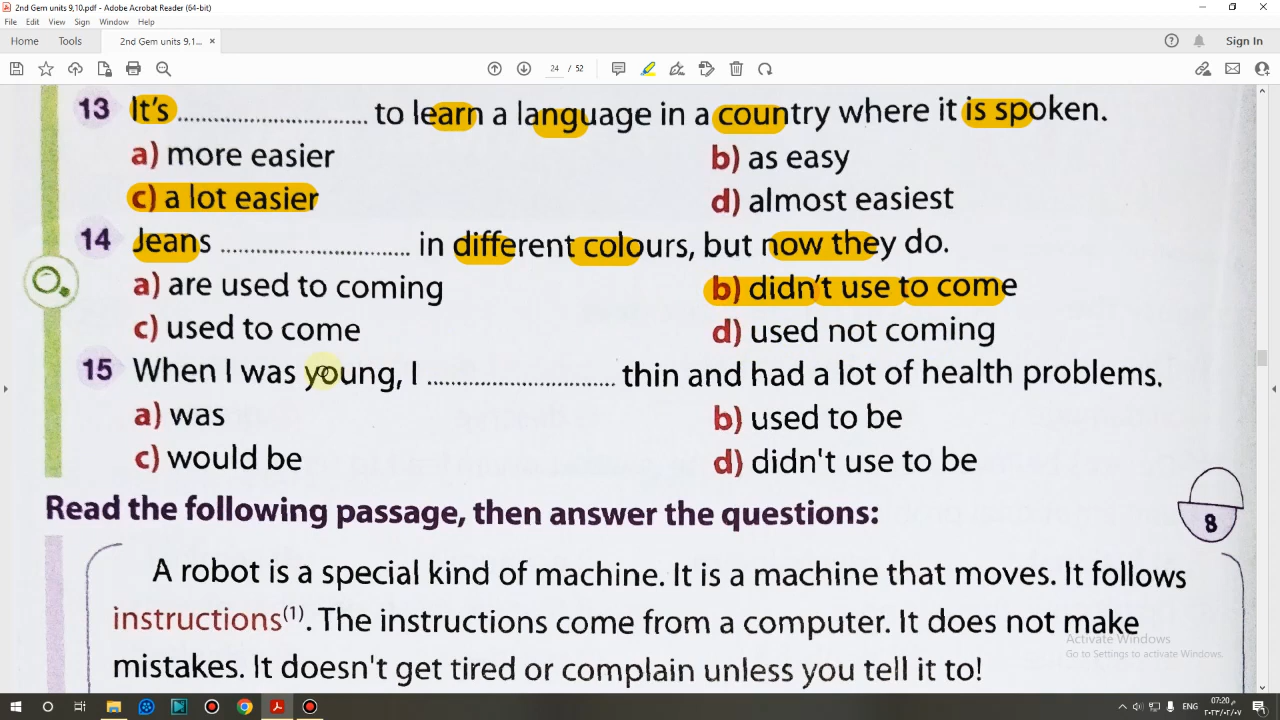 2nd Gem units 9,10.pdf - Adobe Acrobat Reader (64-bit)
File Edit View Sign Window Help
Home Tools 2nd Gem units 9,1... × Sign In
24 / 52
13 It's ................................ to learn a language in a country where it is spoken.
a) more easier b) as easy
c) a lot easier d) almost easiest
14 Jeans ................................ in different colours, but now they do.
a) are used to coming b) didn't use to come
c) used to come d) used not coming
15 When I was young, I ................................ thin and had a lot of health problems.
a) was b) used to be
c) would be d) didn't use to be
Read the following passage, then answer the questions:
8
A robot is a special kind of machine. It is a machine that moves. It follows
instructions(1). The instructions come from a computer. It does not make
mistakes. It doesn't get tired or complain unless you tell it to!
Activate Windows
Go to Settings to activate Windows.
ENG 07:20 م
٢٠٢٣/٠٢/٠٧